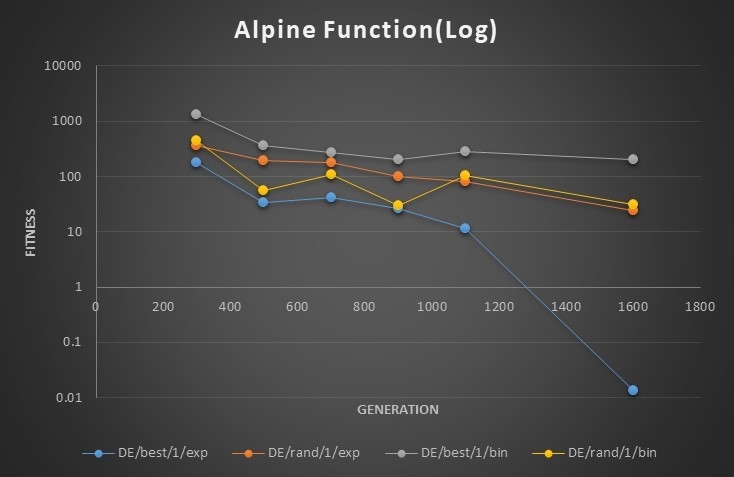 Alpine Function(Log)
10000
1000
100
10
1
0.1
0.01
FITNESS
0 200 400 600 800 1000 1200 1400 1600 1800
GENERATION
DE/best/1/exp DE/rand/1/exp DE/best/1/bin DE/rand/1/bin